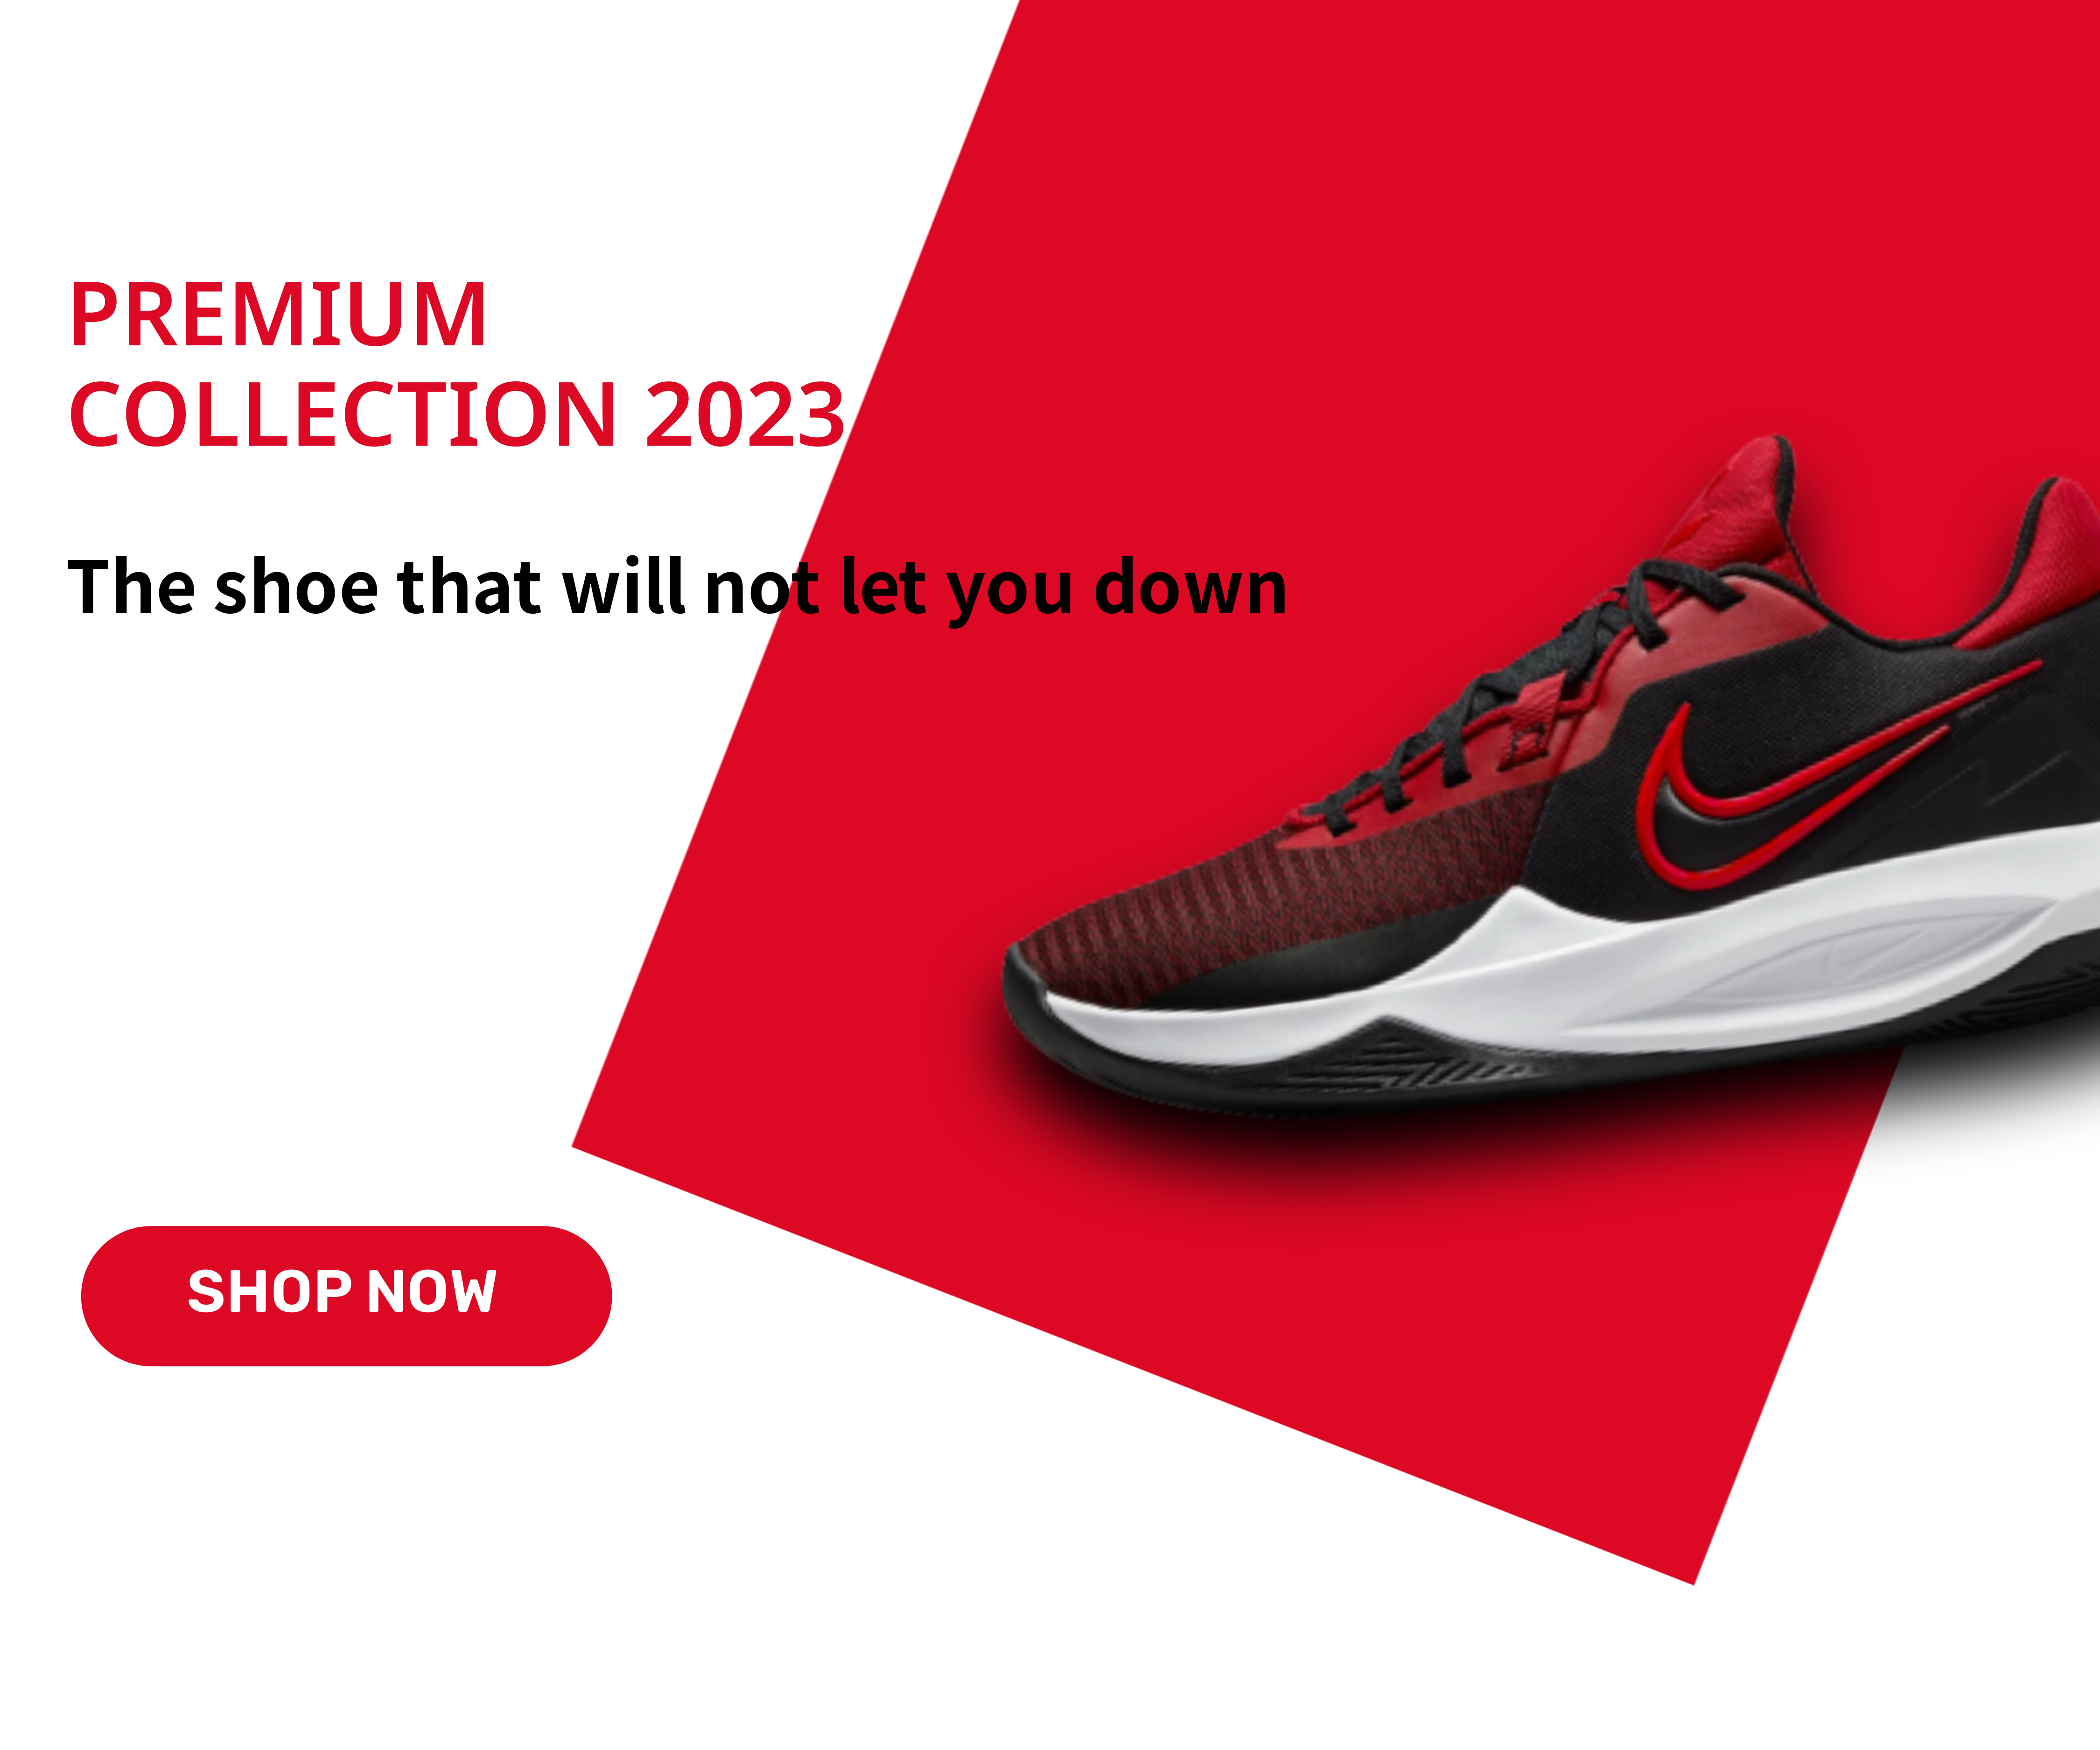 PREMIUM
COLLECTION 2023
The shoe that will not let you down
SHOP NOW